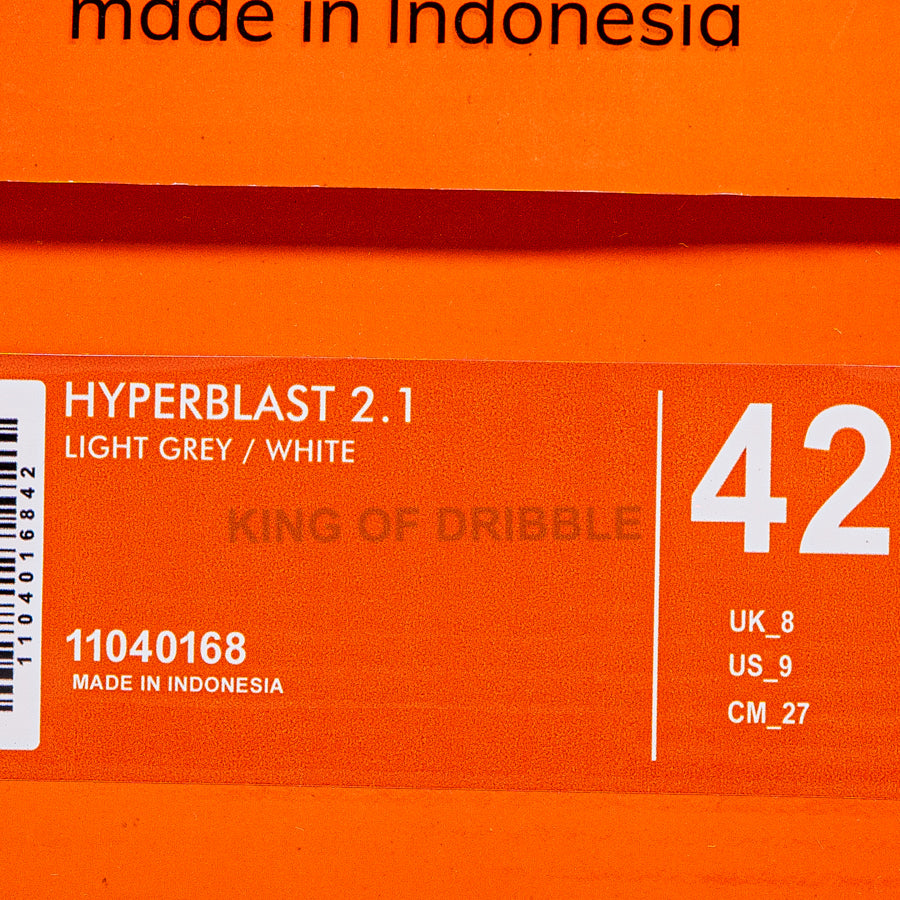 made in Indonesia
HYPERBLAST 2.1
LIGHT GREY / WHITE
KING OF DRIBBLE
11040168
MADE IN INDONESIA
1104016842
42
UK_8
US_9
CM_27